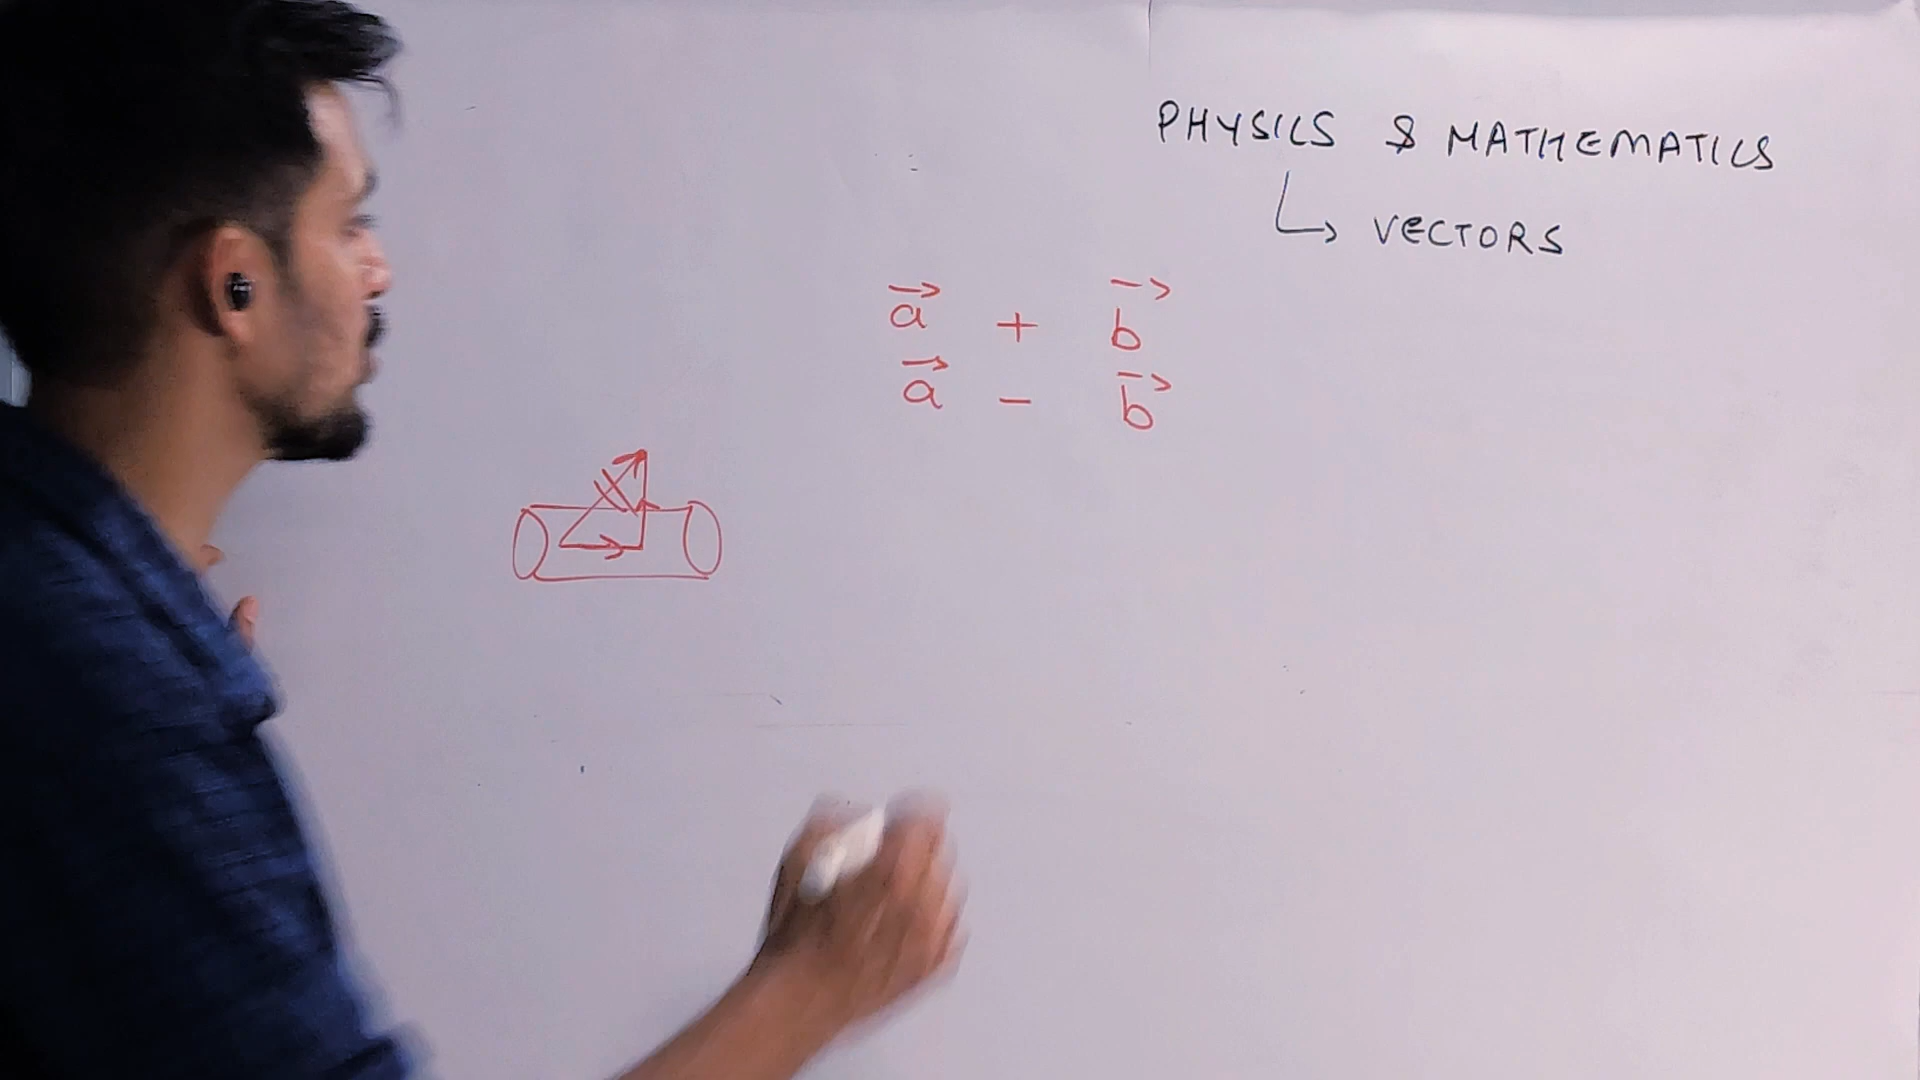 PHYSICS & MATHEMATICS
↳ VECTORS
a⃗ + b⃗
a⃗ - b⃗